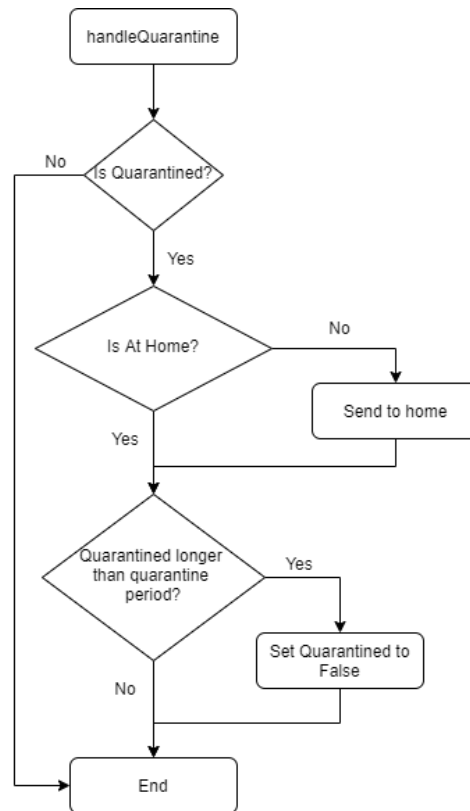 handleQuarantine
No
Is Quarantined?
Yes
Is At Home?
No
Send to home
Yes
Quarantined longer
than quarantine
period?
Yes
Set Quarantined to
False
No
End